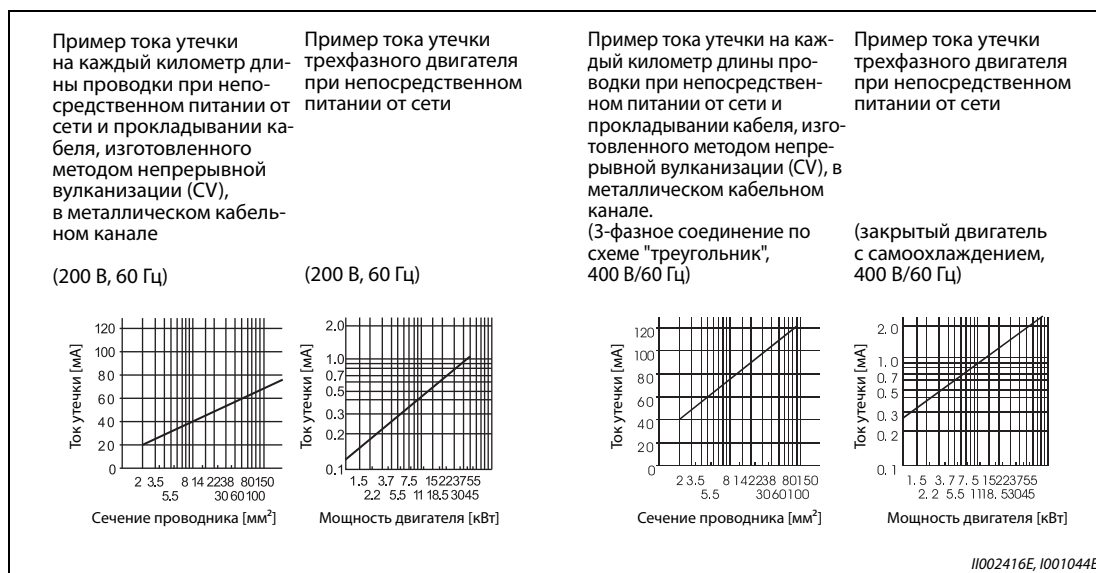 Пример тока утечки
на каждый километр дли-
ны проводки при непо-
средственном питании от
сети и прокладывании ка-
беля, изготовленного
методом непрерывной
вулканизации (CV),
в металлическом кабель-
ном канале
(200 В, 60 Гц)
Пример тока утечки
трехфазного двигателя
при непосредственном
питании от сети
(200 В, 60 Гц)
Пример тока утечки на каж-
дый километр длины про-
водки при непосредствен-
ном питании от сети и
прокладывании кабеля, изго-
товленного методом непре-
рывной вулканизации (CV), в
металлическом кабельном
канале.
(3-фазное соединение по
схеме "треугольник",
400 В/60 Гц)
Пример тока утечки
трехфазного двигателя
при непосредственном
питании от сети
(закрытый двигатель
с самоохлаждением,
400 В/60 Гц)
Ток утечки [мА]
120
100
80
60
40
20
0
2 3.5 8 14 22 38 80 150
5.5 30 60 100
Сечение проводника [мм²]
Ток утечки [мА]
2.0
1.0
0.7
0.5
0.3
0.2
0.1
1.5 3.7 7.5 15 22 37 55
2.2 5.5 11 18.5 30 45
Мощность двигателя [кВт]
Ток утечки [мА]
120
100
80
60
40
20
0
2 3.5 8 14 22 38 80 150
5.5 30 60 100
Сечение проводника [мм²]
Ток утечки [мА]
2.0
1.0
0.7
0.5
0.3
0.2
0.1
1.5 3.7 7.5 15 22 37 55
2.2 5.5 11 18.5 30 45
Мощность двигателя [кВт]
II002416E, I001044E